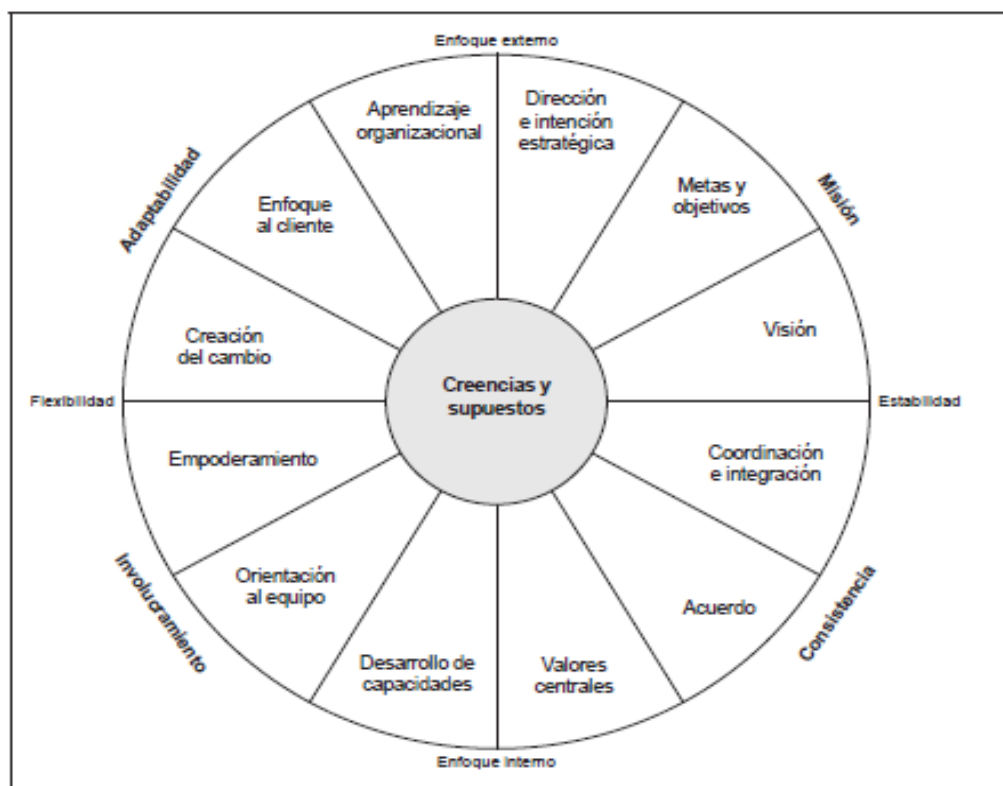 Enfoque externo
Aprendizaje
organizacional
Dirección
e intención
estratégica
Adaptabilidad
Enfoque
al cliente
Metas y
objetivos
Misión
Creación
del cambio
Visión
Creencias y
supuestos
Flexibilidad
Estabilidad
Empoderamiento
Coordinación
e integración
Involucramiento
Orientación
al equipo
Acuerdo
Consistencia
Desarrollo de
capacidades
Valores
centrales
Enfoque interno